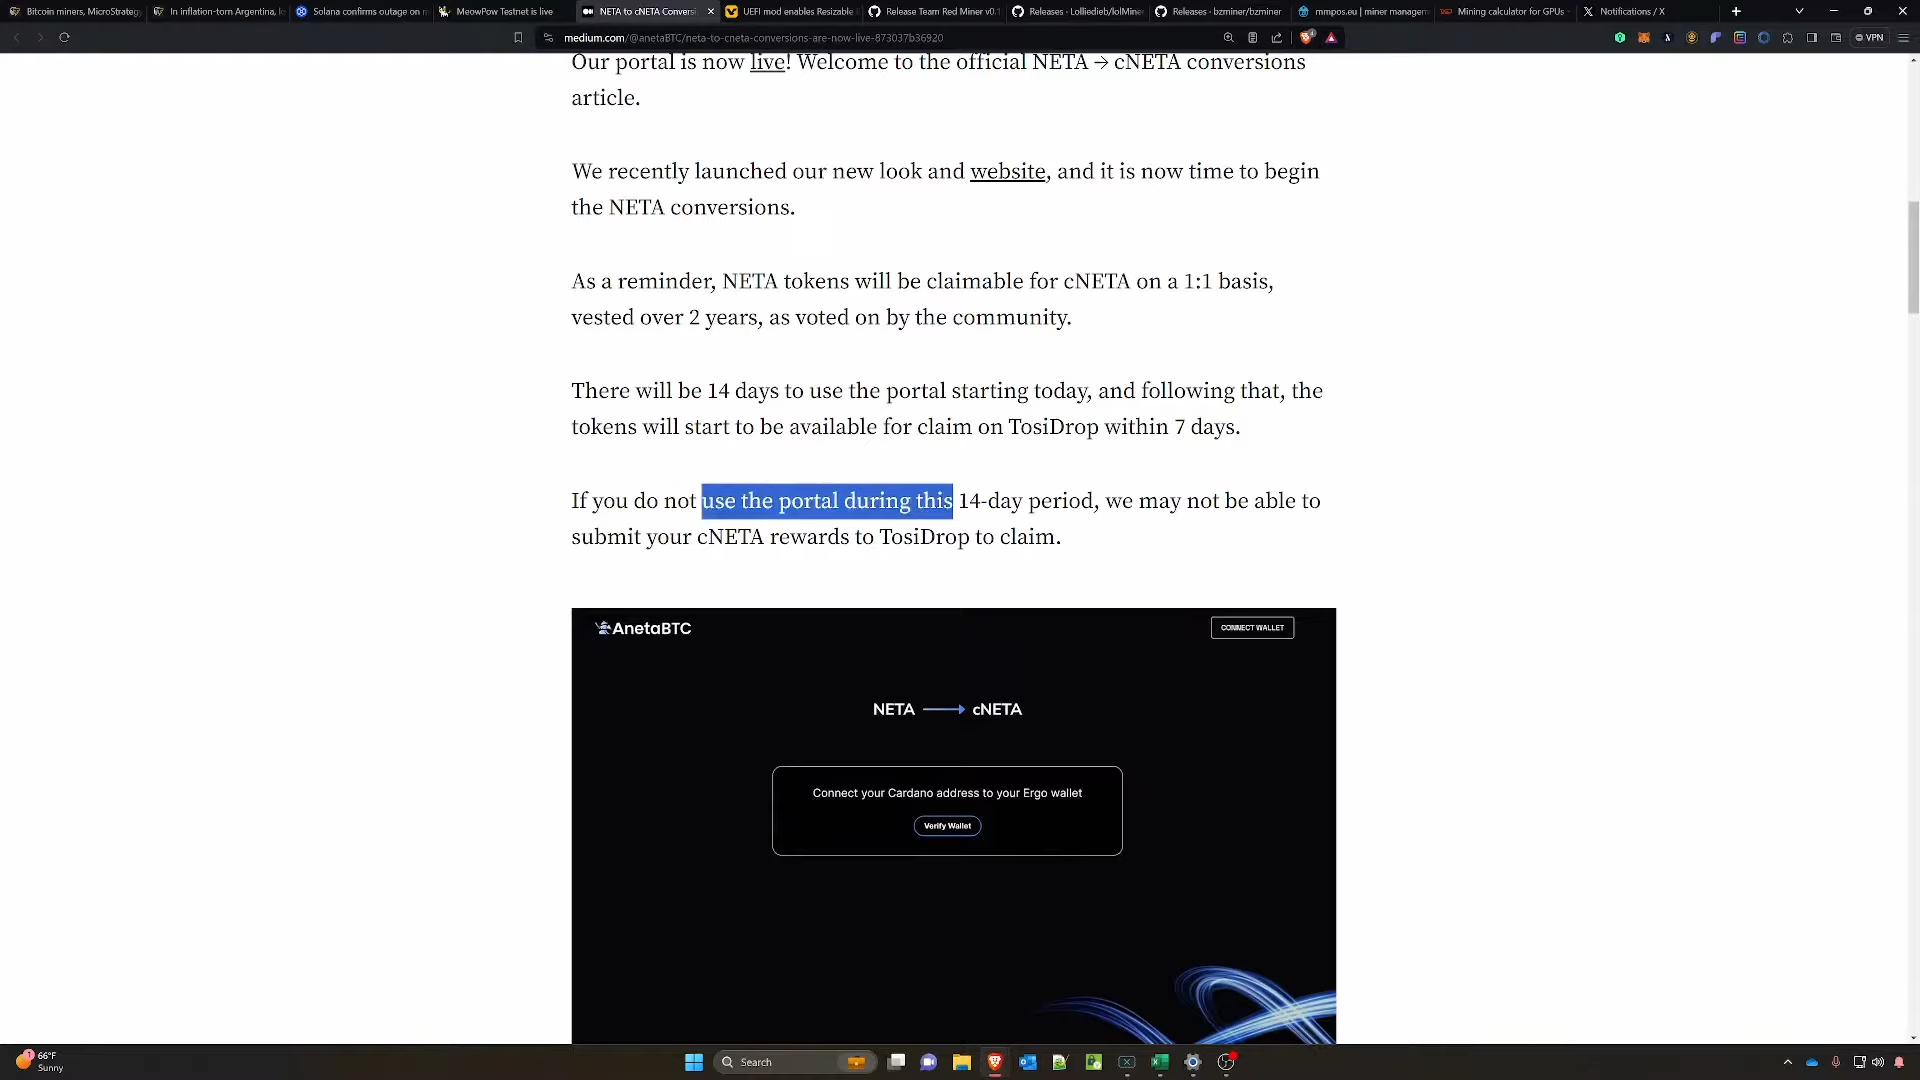 Bitcoin miners, MicroStrategy
In inflation-torn Argentina, lo
Solana confirms outage on m
MeowPow Testnet is live
NETA to cNETA Conversi
UEFI mod enables Resizable
Release Team Red Miner v0.1
Releases · Lolliedieb/lolMiner
Releases · bzminer/bzminer
mmpos.eu | miner managem
Mining calculator for GPUs
Notifications / X
medium.com/@anetaBTC/neta-to-cneta-conversions-are-now-live-873037b36920
VPN
Our portal is now live! Welcome to the official NETA → cNETA conversions
article.
We recently launched our new look and website, and it is now time to begin
the NETA conversions.
As a reminder, NETA tokens will be claimable for cNETA on a 1:1 basis,
vested over 2 years, as voted on by the community.
There will be 14 days to use the portal starting today, and following that, the
tokens will start to be available for claim on TosiDrop within 7 days.
If you do not use the portal during this 14-day period, we may not be able to
submit your cNETA rewards to TosiDrop to claim.
AnetaBTC
CONNECT WALLET
NETA → cNETA
Connect your Cardano address to your Ergo wallet
Verify Wallet
1
66°F
Sunny
Search